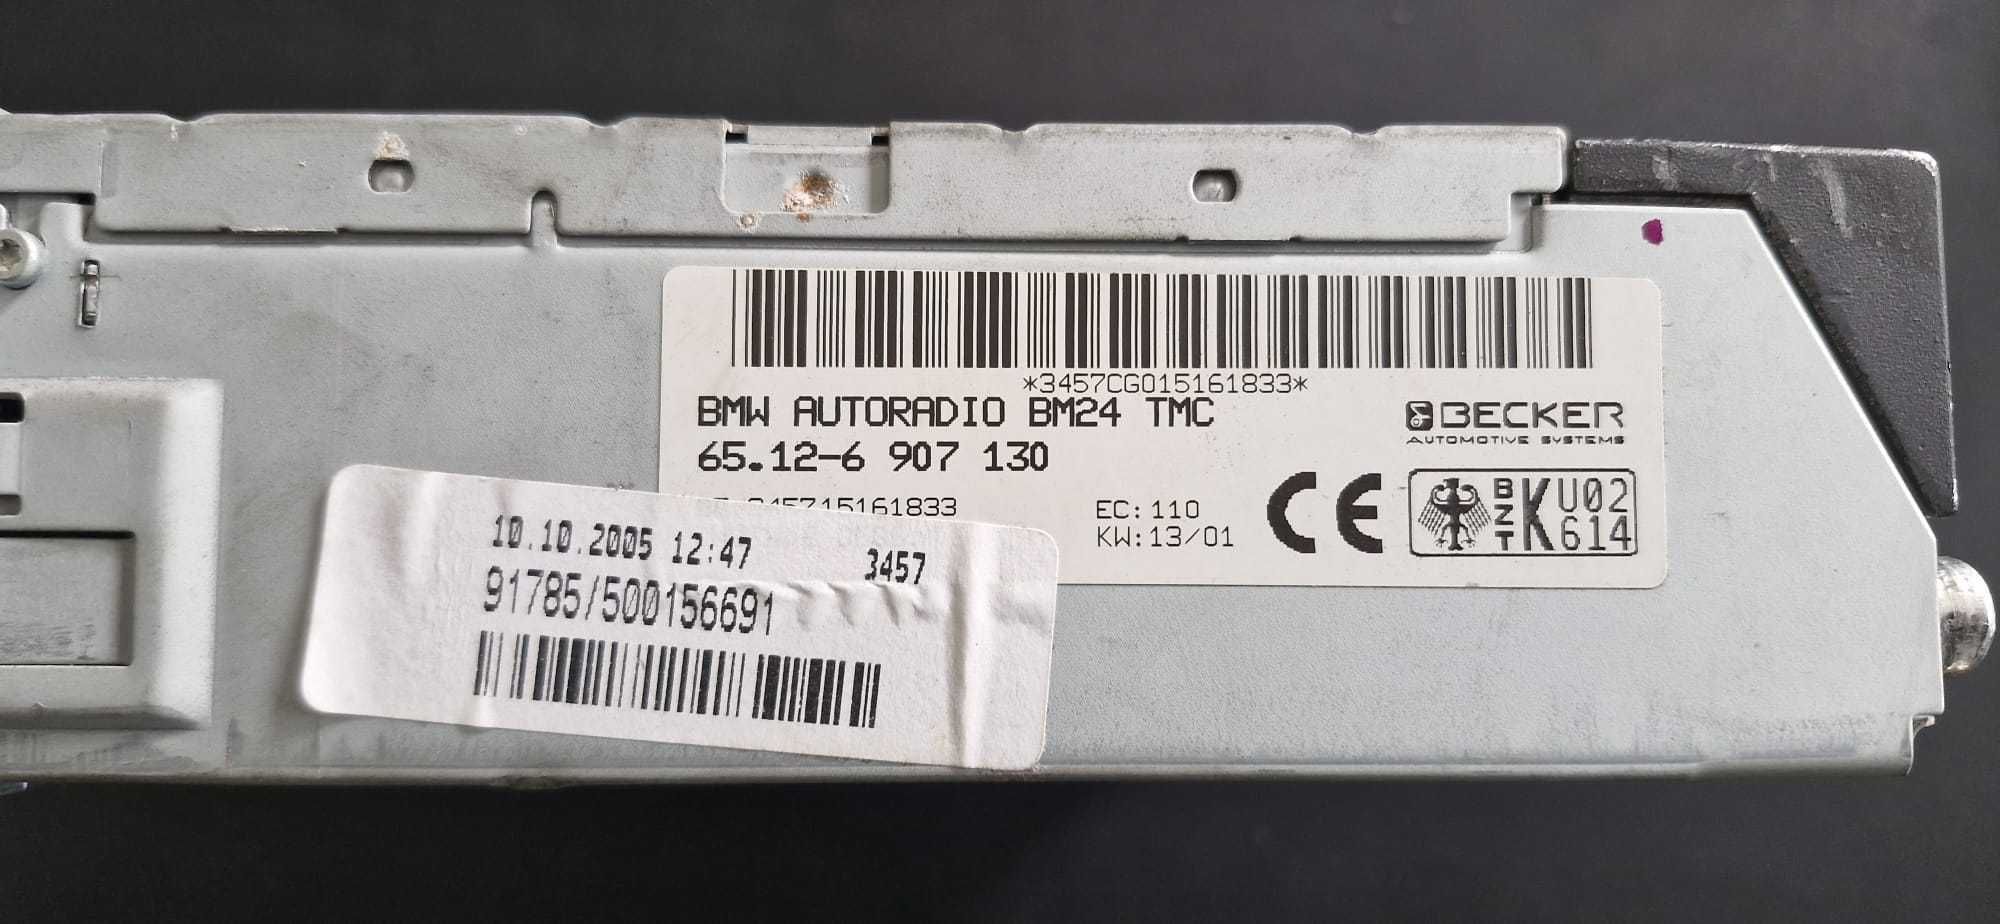 *3457CG015161833*
BMW AUTORADIO BM24 TMC
65.12-6 907 130
BECKER
AUTOMOTIVE SYSTEMS
EC: 110
KW: 13/01
CE
BZT
K U02
614
10.10.2005 12:47
3457
91785/500156691